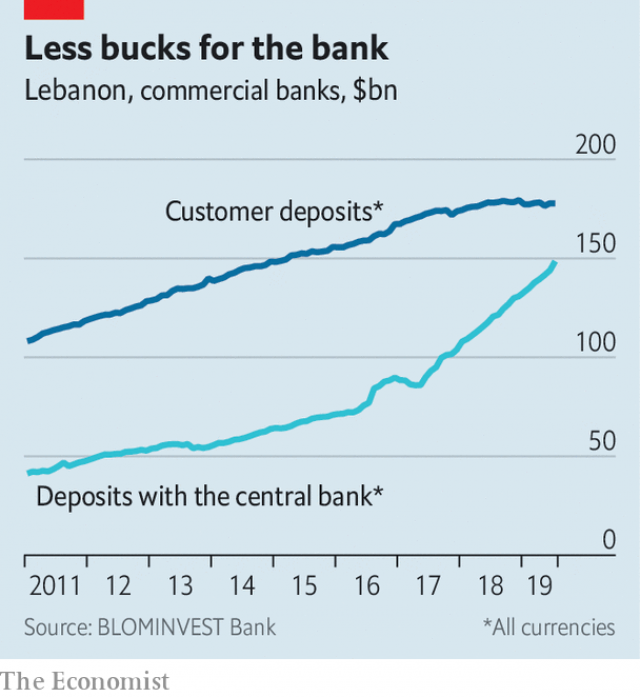 Less bucks for the bank
Lebanon, commercial banks, $bn
200
Customer deposits*
150
100
50
Deposits with the central bank*
0
2011 12 13 14 15 16 17 18 19
Source: BLOMINVEST Bank *All currencies
The Economist